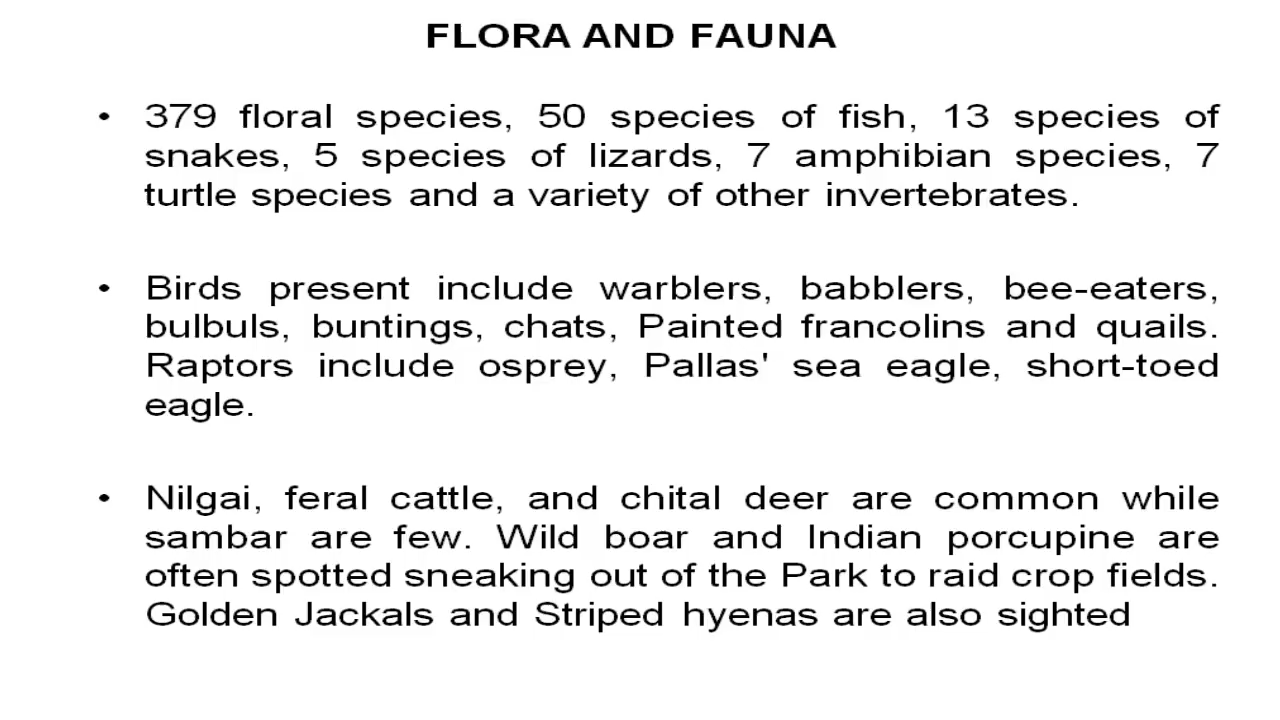 FLORA AND FAUNA
• 379 floral species, 50 species of fish, 13 species of
snakes, 5 species of lizards, 7 amphibian species, 7
turtle species and a variety of other invertebrates.
• Birds present include warblers, babblers, bee-eaters,
bulbuls, buntings, chats, Painted francolins and quails.
Raptors include osprey, Pallas' sea eagle, short-toed
eagle.
• Nilgai, feral cattle, and chital deer are common while
sambar are few. Wild boar and Indian porcupine are
often spotted sneaking out of the Park to raid crop fields.
Golden Jackals and Striped hyenas are also sighted